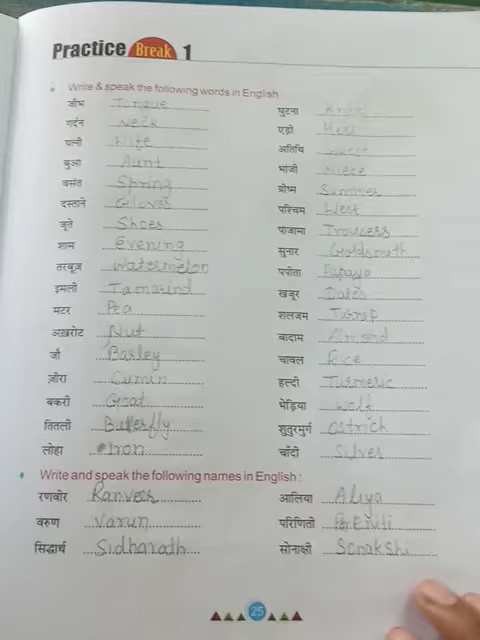 Practice Break 1
Write & speak the following words in English
जीभ Tongue
गर्दन Neck
पत्नी Wife
बुआ Aunt
वसंत Spring
दस्ताने Gloves
जूते Shoes
शाम Evening
तरबूज़ Watermelon
इमली Tamarind
मटर Pea
अख़रोट Nut
जौ Barley
ज़ीरा Cumin
बकरी Goat
तितली Butterfly
लोहा Iron
घुटना Knee
एड़ी Heel
अतिथि Guest
भांजी Niece
ग्रीष्म Summer
पश्चिम West
पाजामा Trousers
सुनार Goldsmith
पपीता Papaya
खजूर Dates
शलजम Turnip
बादाम Almond
चावल Rice
हल्दी Turmeric
भेड़िया Wolf
शुतुरमुर्ग Ostrich
चाँदी Silver
Write and speak the following names in English :
रणवीर Ranveer
वरुण Varun
सिद्धार्थ Sidharath
आलिया Aliya
परिणिती
सोनाक्षी Sonakshi
25